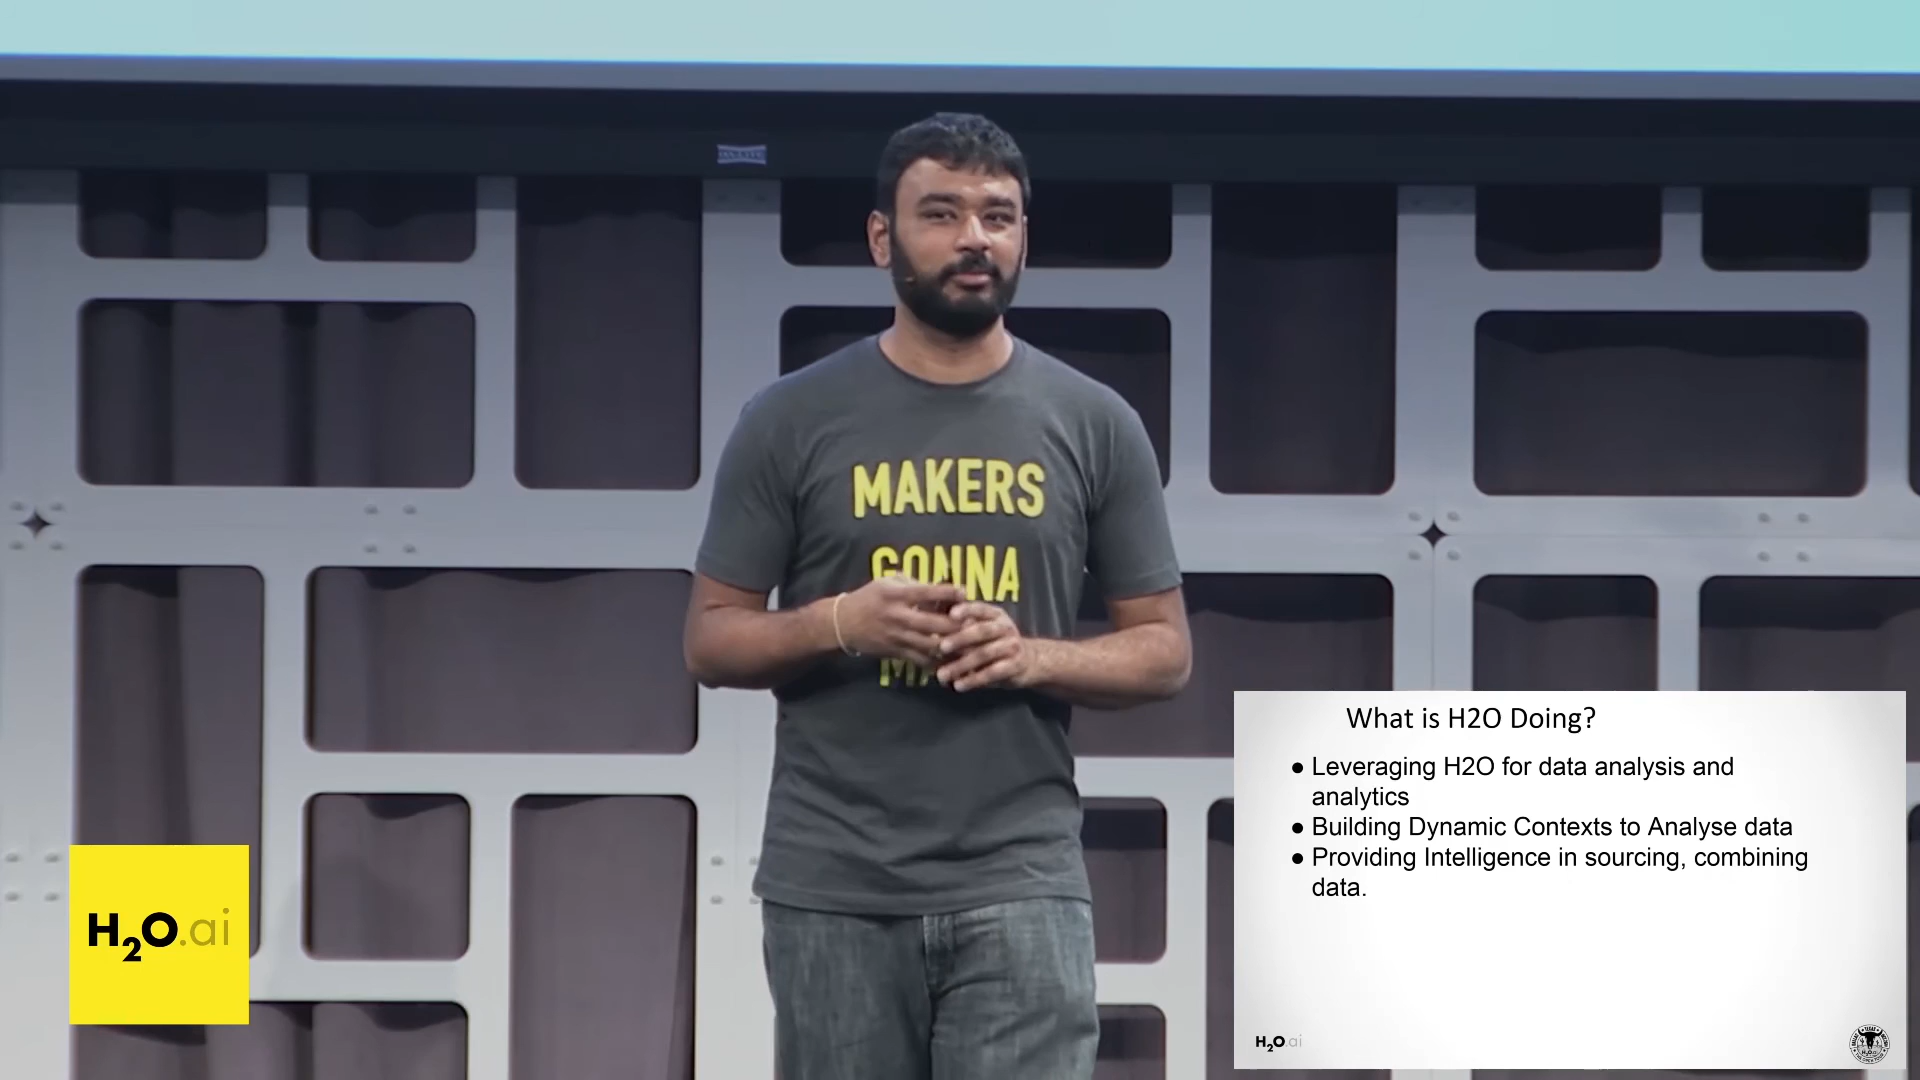 MAKERS
GONNA
What is H2O Doing?
● Leveraging H2O for data analysis and
analytics
● Building Dynamic Contexts to Analyse data
● Providing Intelligence in sourcing, combining
data.
H2O.ai
H2O.ai